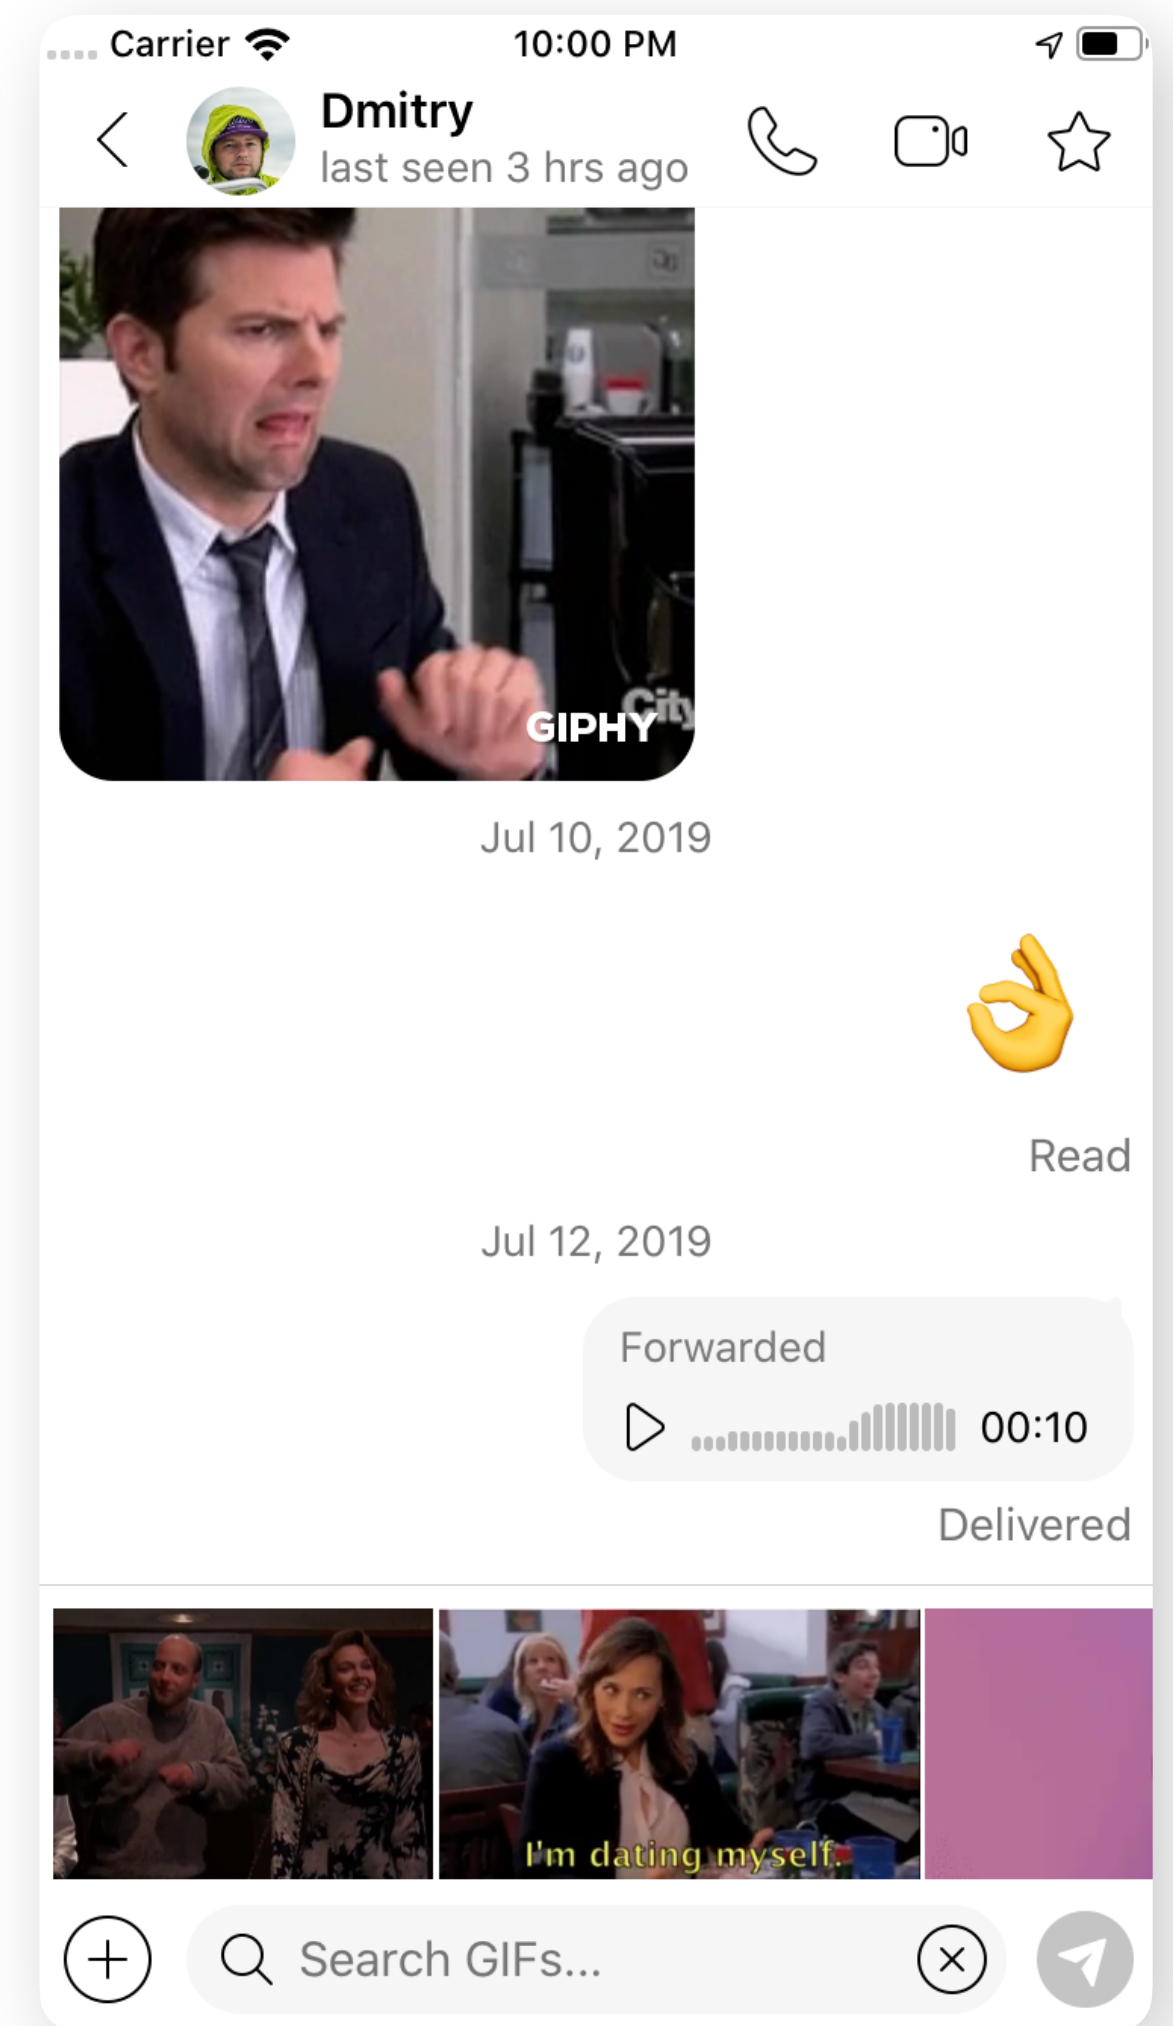 Carrier 10:00 PM
Dmitry
last seen 3 hrs ago
City
GIPHY
Jul 10, 2019
Read
Jul 12, 2019
Forwarded
00:10
Delivered
I'm dating myself.
Search GIFs...